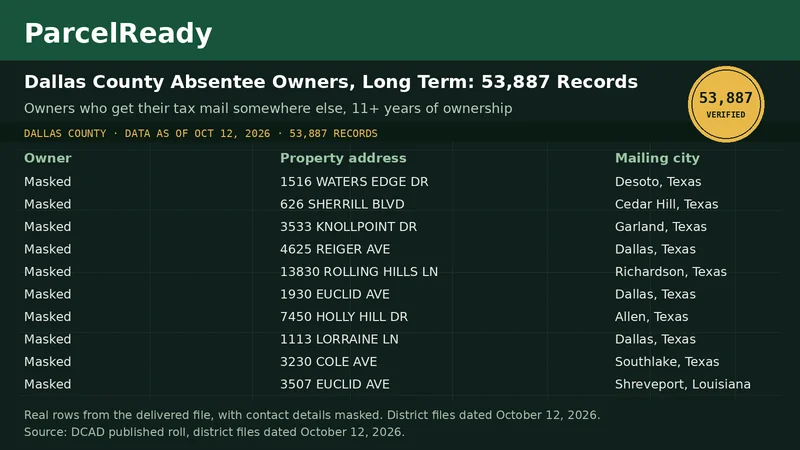 ParcelReady
Dallas County Absentee Owners, Long Term: 53,887 Records
Owners who get their tax mail somewhere else, 11+ years of ownership
53,887
VERIFIED
DALLAS COUNTY · DATA AS OF OCT 12, 2026 · 53,887 RECORDS
Owner Property address Mailing city
Masked 1516 WATERS EDGE DR Desoto, Texas
Masked 626 SHERRILL BLVD Cedar Hill, Texas
Masked 3533 KNOLLPOINT DR Garland, Texas
Masked 4625 REIGER AVE Dallas, Texas
Masked 13830 ROLLING HILLS LN Richardson, Texas
Masked 1930 EUCLID AVE Dallas, Texas
Masked 7450 HOLLY HILL DR Allen, Texas
Masked 1113 LORRAINE LN Dallas, Texas
Masked 3230 COLE AVE Southlake, Texas
Masked 3507 EUCLID AVE Shreveport, Louisiana
Real rows from the delivered file, with contact details masked. District files dated October 12, 2026.
Source: DCAD published roll, district files dated October 12, 2026.